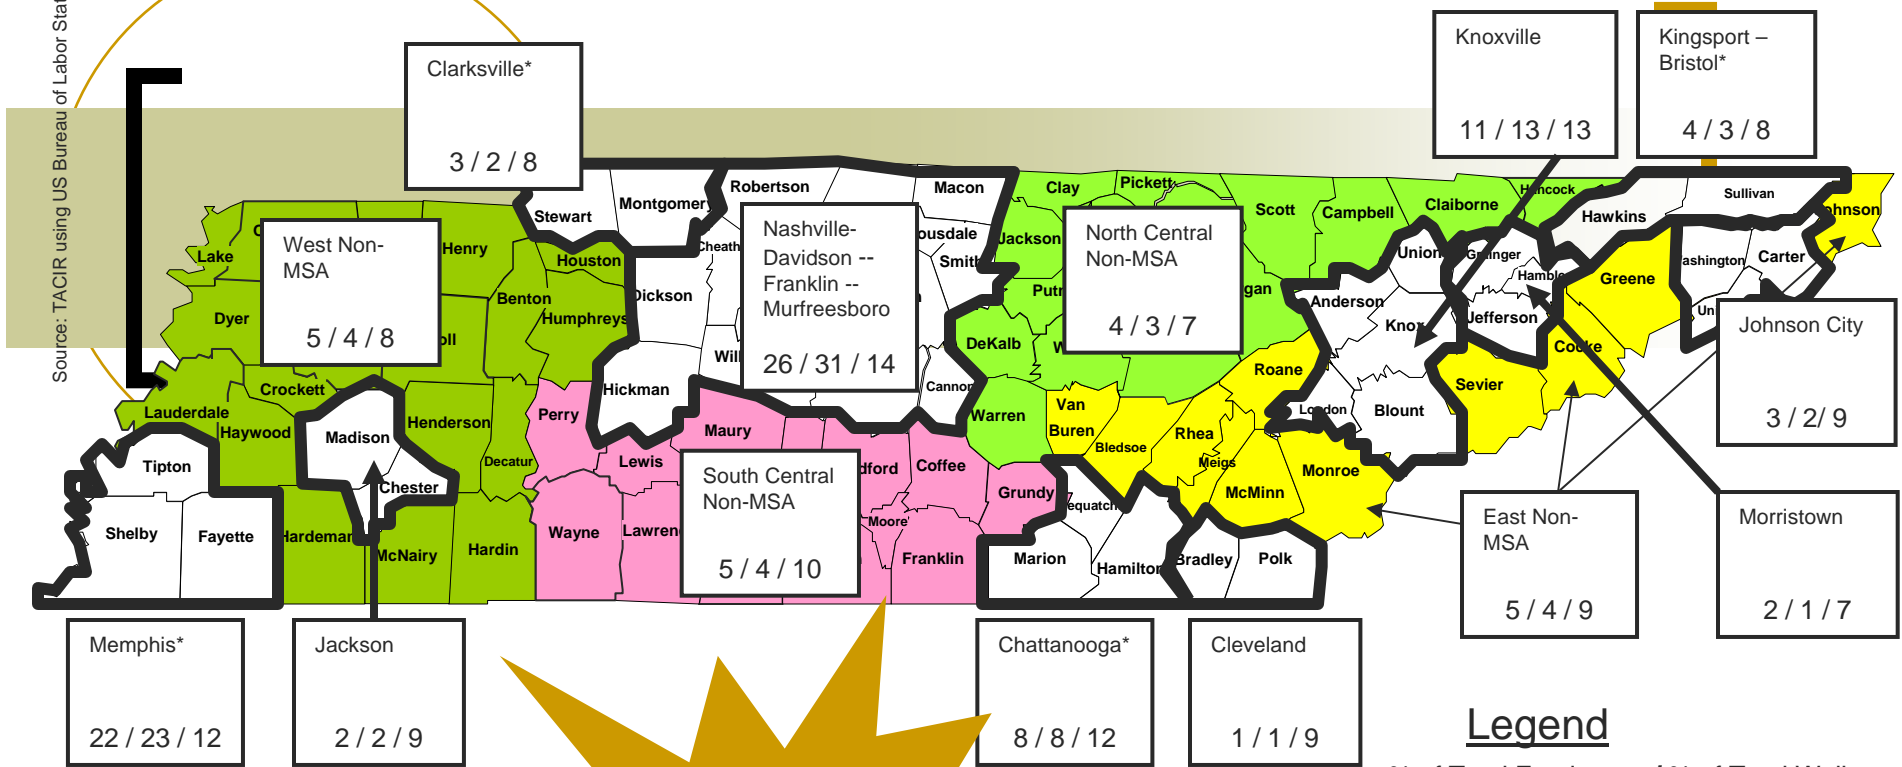 Source: TACIR using US Bureau of Labor
Clarksville*
3 / 2 / 8
Knoxville
11 / 13 / 13
Kingsport –
Bristol*
4 / 3 / 8
West Non-
MSA
5 / 4 / 8
Nashville-
Davidson --
Franklin --
Murfreesboro
26 / 31 / 14
North Central
Non-MSA
4 / 3 / 7
Johnson City
3 / 2/ 9
South Central
Non-MSA
5 / 4 / 10
East Non-
MSA
5 / 4 / 9
Morristown
2 / 1 / 7
Memphis*
22 / 23 / 12
Jackson
2 / 2 / 9
Chattanooga*
8 / 8 / 12
Cleveland
1 / 1 / 9
Legend
Lake
Henry
Houston
Stewart
Montgomery
Robertson
Macon
Smith
Clay
Pickett
Jackson
Scott
Campbell
Claiborne
Hawkins
Sullivan
Carter
Greene
Union
Anderson
Jefferson
Dyer
Benton
Humphreys
Dickson
DeKalb
Crockett
Lauderdale
Haywood
Madison
Henderson
Decatur
Perry
Hickman
Cannon
Warren
Van
Buren
Bledsoe
Rhea
Meigs
Roane
Blount
Sevier
Cocke
Monroe
McMinn
Tipton
Chester
Lewis
Maury
Coffee
Grundy
Shelby
Fayette
McNairy
Hardin
Wayne
Moore
Franklin
Marion
Hamilton
Bradley
Polk